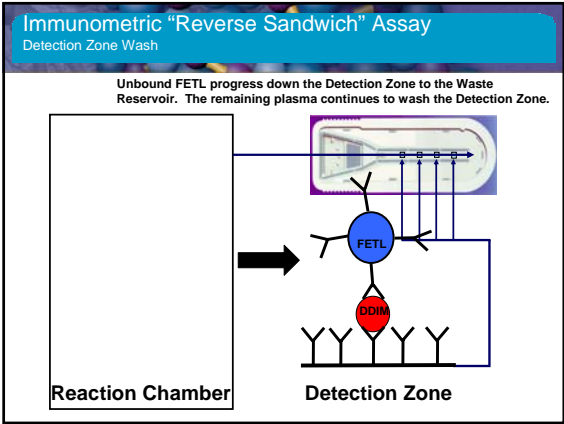 Immunometric “Reverse Sandwich” Assay
Detection Zone Wash
Unbound FETL progress down the Detection Zone to the Waste
Reservoir. The remaining plasma continues to wash the Detection Zone.
FETL
DDIM
Reaction Chamber
Detection Zone